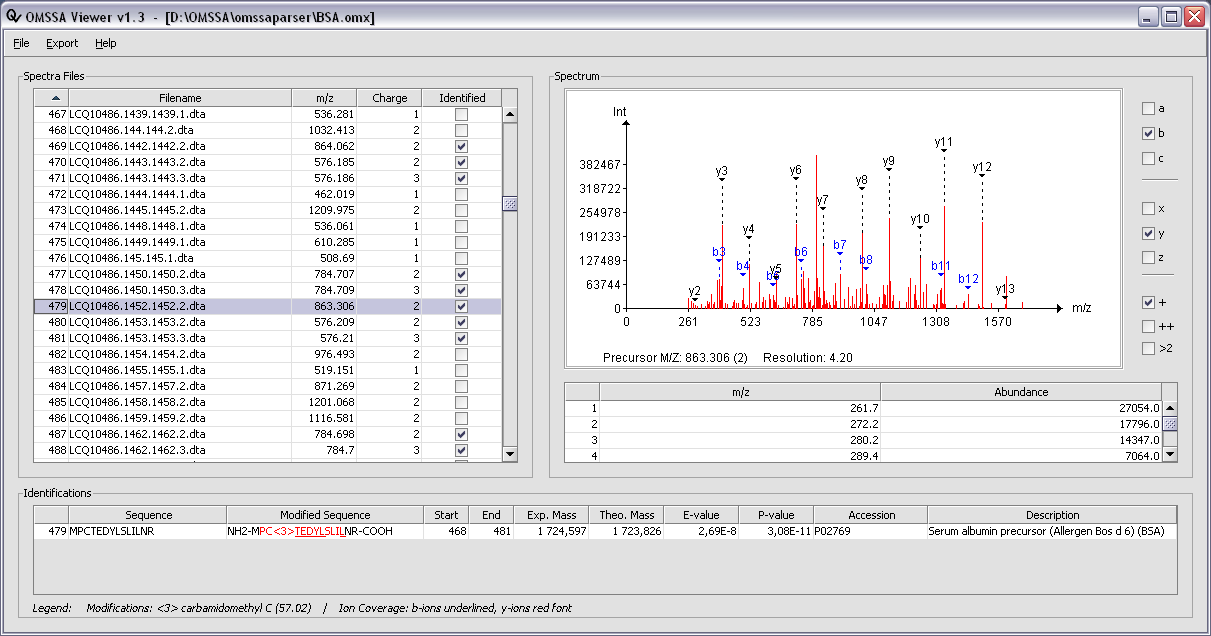 OMSSA Viewer v1.3 - [D:\OMSSA\omssaparser\BSA.omx]
File Export Help
Spectra Files
Filename m/z Charge Identified
467 LCQ10486.1439.1439.1.dta 536.281 1
468 LCQ10486.144.144.2.dta 1032.413 2
469 LCQ10486.1442.1442.2.dta 864.062 2
470 LCQ10486.1443.1443.2.dta 576.185 2
471 LCQ10486.1443.1443.3.dta 576.186 3
472 LCQ10486.1444.1444.1.dta 462.019 1
473 LCQ10486.1445.1445.2.dta 1209.975 2
474 LCQ10486.1448.1448.1.dta 536.061 1
475 LCQ10486.1449.1449.1.dta 610.285 1
476 LCQ10486.145.145.1.dta 508.69 1
477 LCQ10486.1450.1450.2.dta 784.707 2
478 LCQ10486.1450.1450.3.dta 784.709 3
479 LCQ10486.1452.1452.2.dta 863.306 2
480 LCQ10486.1453.1453.2.dta 576.209 2
481 LCQ10486.1453.1453.3.dta 576.21 3
482 LCQ10486.1454.1454.2.dta 976.493 2
483 LCQ10486.1455.1455.1.dta 519.151 1
484 LCQ10486.1457.1457.2.dta 871.269 2
485 LCQ10486.1458.1458.2.dta 1201.068 2
486 LCQ10486.1459.1459.2.dta 1116.581 2
487 LCQ10486.1462.1462.2.dta 784.698 2
488 LCQ10486.1462.1462.3.dta 784.7 3
Spectrum
Int
382467
318722
254978
191233
127489
63744
0
y2 b3 y3 b4 y4 y5 y6 b6 y7 b7 y8 b8 y9 y10 b11 y11 b12 y12 y13
0 261 523 785 1047 1308 1570
m/z
Precursor M/Z: 863.306 (2) Resolution: 4.20
a
b
c
x
y
z
+
++
>2
m/z Abundance
1 261.7 27054.0
2 272.2 17796.0
3 280.2 14347.0
4 289.4 7064.0
Identifications
Sequence Modified Sequence Start End Exp. Mass Theo. Mass E-value P-value Accession Description
479 MPCTEDYLSLILNR NH2-MPC<3>TEDYLSLILNR-COOH 468 481 1 724,597 1 723,826 2,69E-8 3,08E-11 P02769 Serum albumin precursor (Allergen Bos d 6) (BSA)
Legend: Modifications: <3> carbamidomethyl C (57.02) / Ion Coverage: b-ions underlined, y-ions red font